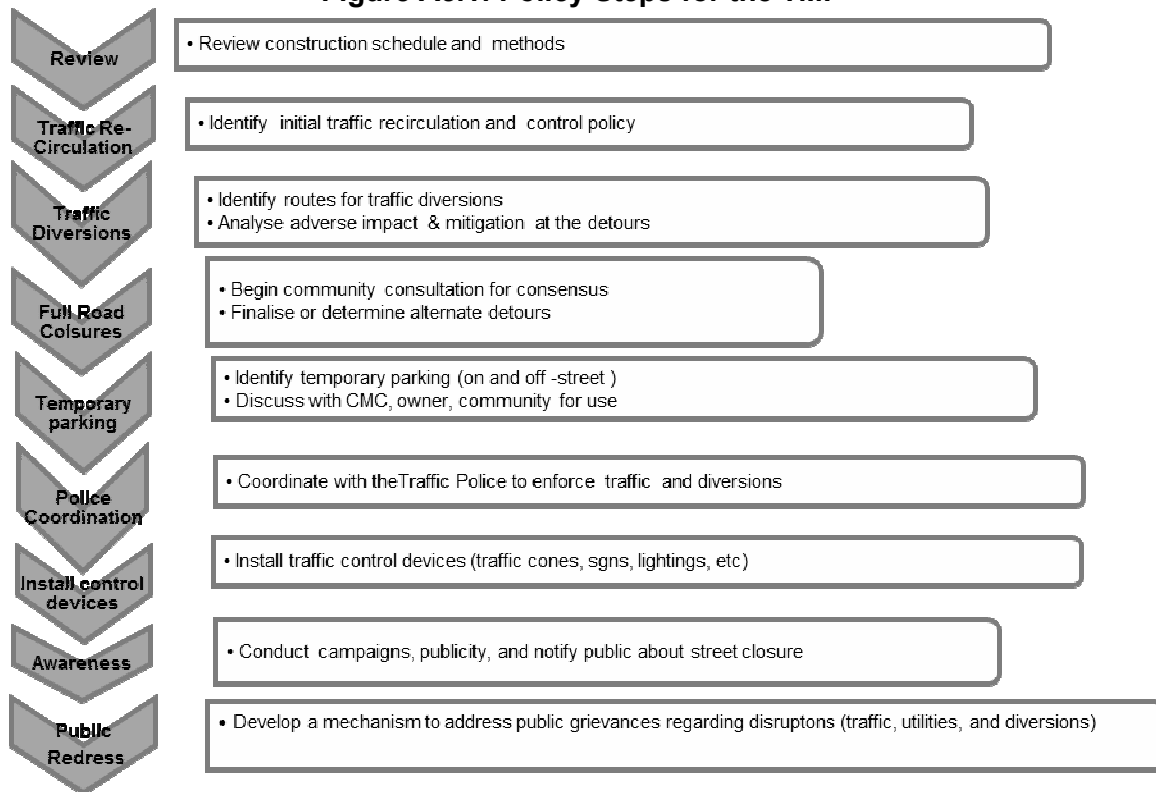 Review
• Review construction schedule and methods
Traffic Re-
Circulation
• Identify initial traffic recirculation and control policy
Traffic
Diversions
• Identify routes for traffic diversions
• Analyse adverse impact & mitigation at the detours
Full Road
Colsures
• Begin community consultation for consensus
• Finalise or determine alternate detours
Temporary
parking
• Identify temporary parking (on and off -street )
• Discuss with CMC, owner, community for use
Police
Coordination
• Coordinate with theTraffic Police to enforce traffic and diversions
Install control
devices
• Install traffic control devices (traffic cones, sgns, lightings, etc)
Awareness
• Conduct campaigns, publicity, and notify public about street closure
Public
Redress
• Develop a mechanism to address public grievances regarding disruptons (traffic, utilities, and diversions)